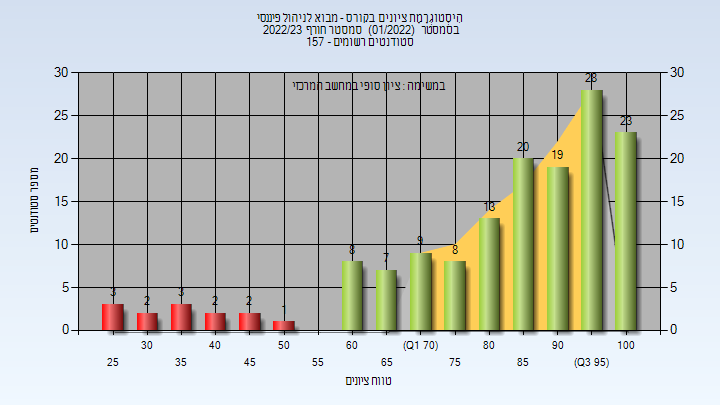 היסטוגרמת ציונים בקורס - מבוא לניהול פיננסי
בסמסטר (01/2022) סמסטר חורף 2022/23
סטודנטים רשומים - 157
במשימה : ציון סופי במחשב המרכזי
מספר סטודנטים
30 25 20 15 10 5 0
30 25 20 15 10 5 0
3 2 3 2 2 1 8 7 9 8 13 20 19 28 23
30 40 50 60 (Q1 70) 80 90 100
25 35 45 55 65 75 85 (Q3 95)
טווח ציונים